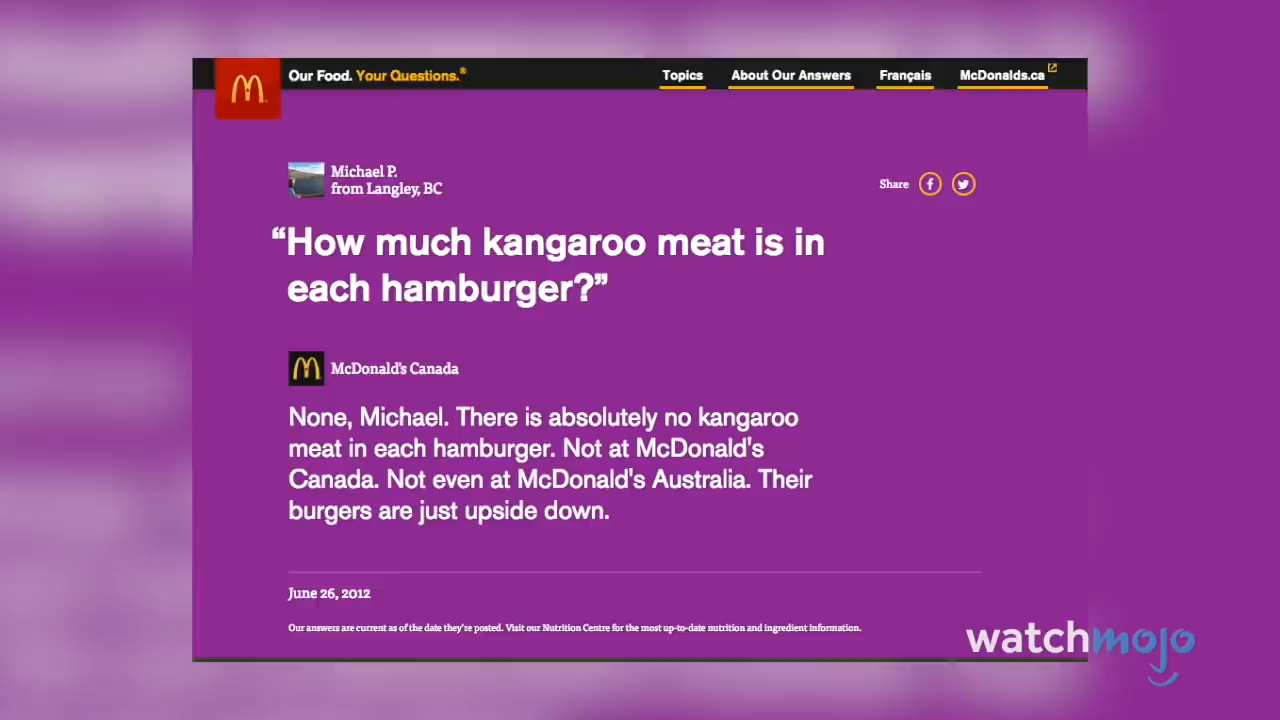 Our Food. Your Questions.®
Topics
About Our Answers
Français
McDonalds.ca
Michael P.
from Langley, BC
Share
“How much kangaroo meat is in
each hamburger?”
McDonald's Canada
None, Michael. There is absolutely no kangaroo
meat in each hamburger. Not at McDonald's
Canada. Not even at McDonald's Australia. Their
burgers are just upside down.
June 26, 2012
Our answers are current as of the date they're posted. Visit our Nutrition Centre for the most up-to-date nutrition and ingredient information.
watchmojo